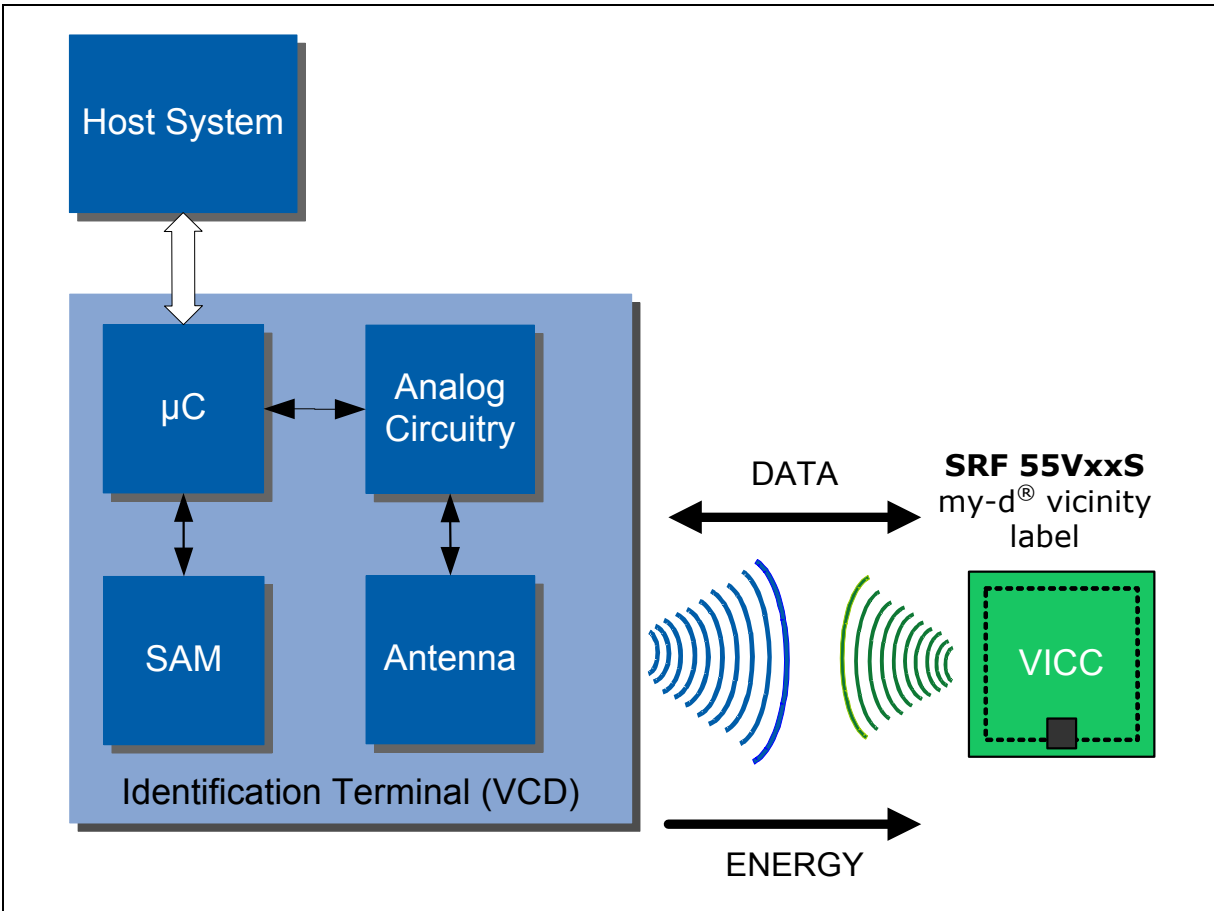 Host System
µC
Analog
Circuitry
SAM
Antenna
Identification Terminal (VCD)
DATA
ENERGY
SRF 55VxxS
my-d® vicinity
label
VICC